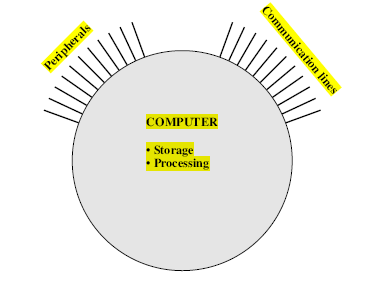 Peripherals
Communication lines
COMPUTER
• Storage
• Processing